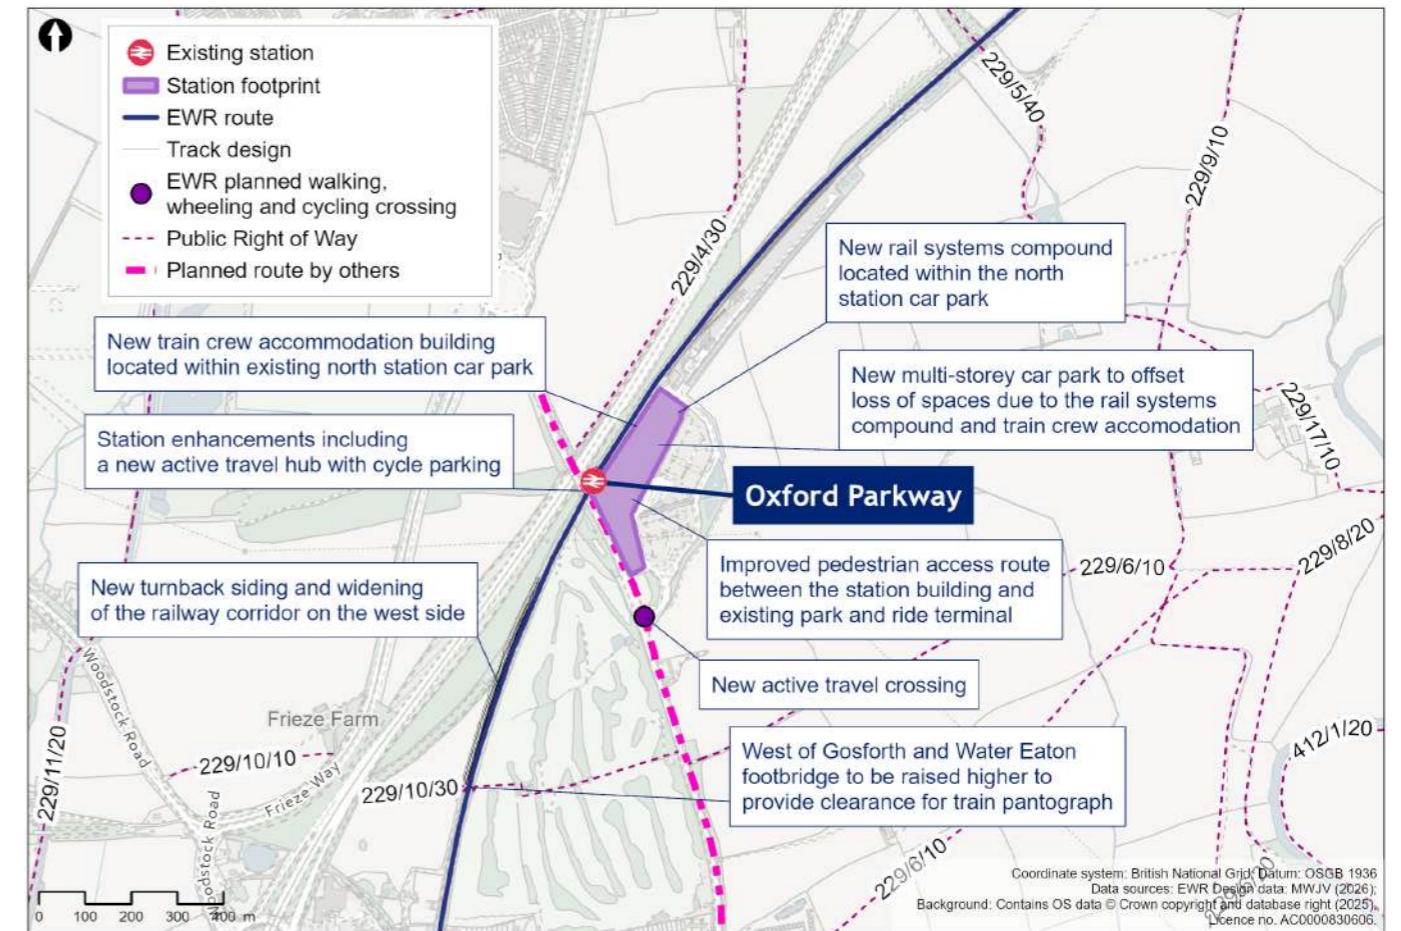 Existing station
Station footprint
EWR route
Track design
EWR planned walking,
wheeling and cycling crossing
Public Right of Way
Planned route by others
229/5/40
229/9/10
229/4/30
New rail systems compound
located within the north
station car park
New train crew accommodation building
located within existing north station car park
New multi-storey car park to offset
loss of spaces due to the rail systems
compound and train crew accomodation
229/17/10
Station enhancements including
a new active travel hub with cycle parking
Oxford Parkway
229/8/20
Improved pedestrian access route
between the station building and
existing park and ride terminal
229/6/10
New turnback siding and widening
of the railway corridor on the west side
Woodstock Road
New active travel crossing
Frieze Farm
229/11/20
229/10/10
Frieze Way
229/10/30
West of Gosforth and Water Eaton
footbridge to be raised higher to
provide clearance for train pantograph
412/1/20
Woodstock Road
229/6/10
0 100 200 300 400 m
Coordinate system: British National Grid; Datum: OSGB 1936
Data sources: EWR Design data: MWJV (2026);
Background: Contains OS data © Crown copyright and database right (2025).
Licence no. AC0000830606.